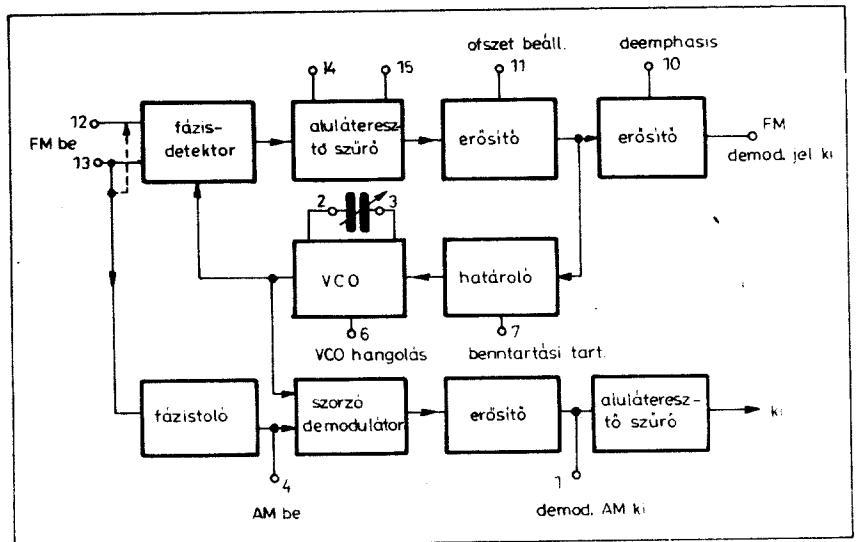 ofszet beáll.
deemphasis
14
15
11
10
12
FM be
13
fázis-
detektor
aluláteresz-
tő szűrő
erősítő
erősítő
FM
demod. jel ki
2
3
VCO
határoló
6
7
VCO hangolás
benntartási tart.
fázistoló
szorzó
demodulátor
erősítő
aluláteresz-
tő szűrő
ki
4
1
AM be
demod. AM ki